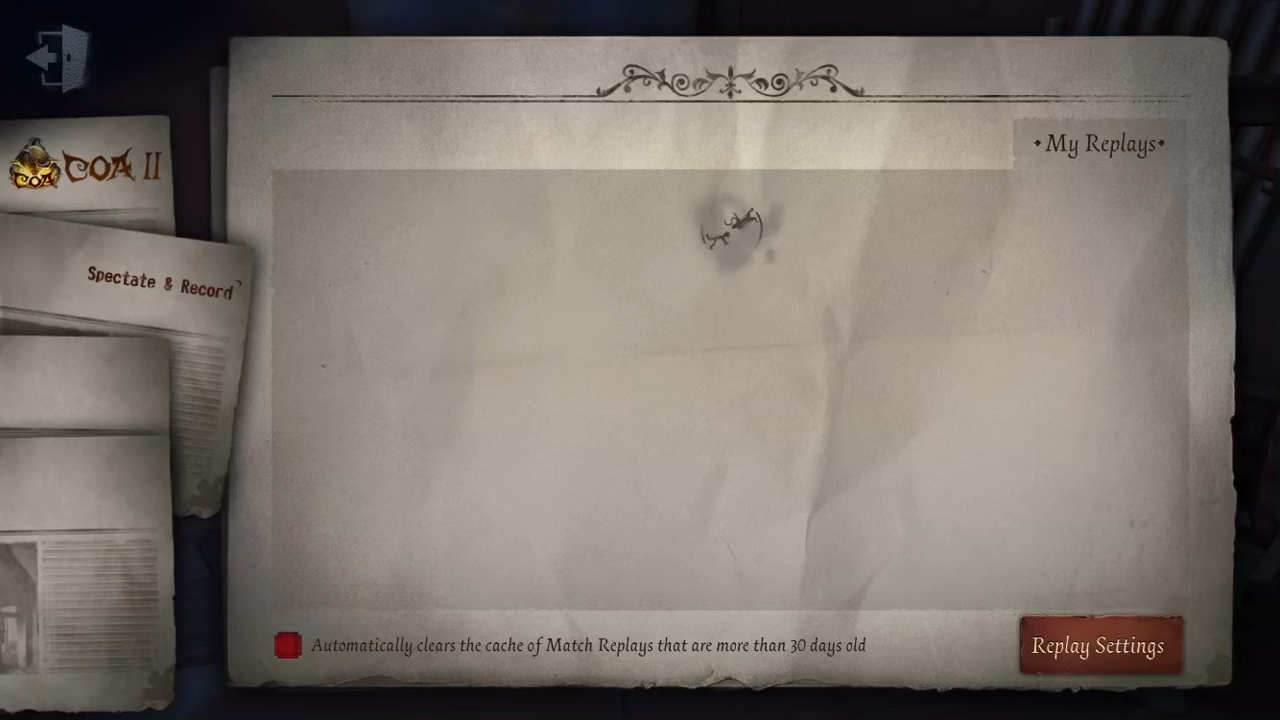 COA II
COA
Spectate & Record
My Replays
Automatically clears the cache of Match Replays that are more than 30 days old
Replay Settings